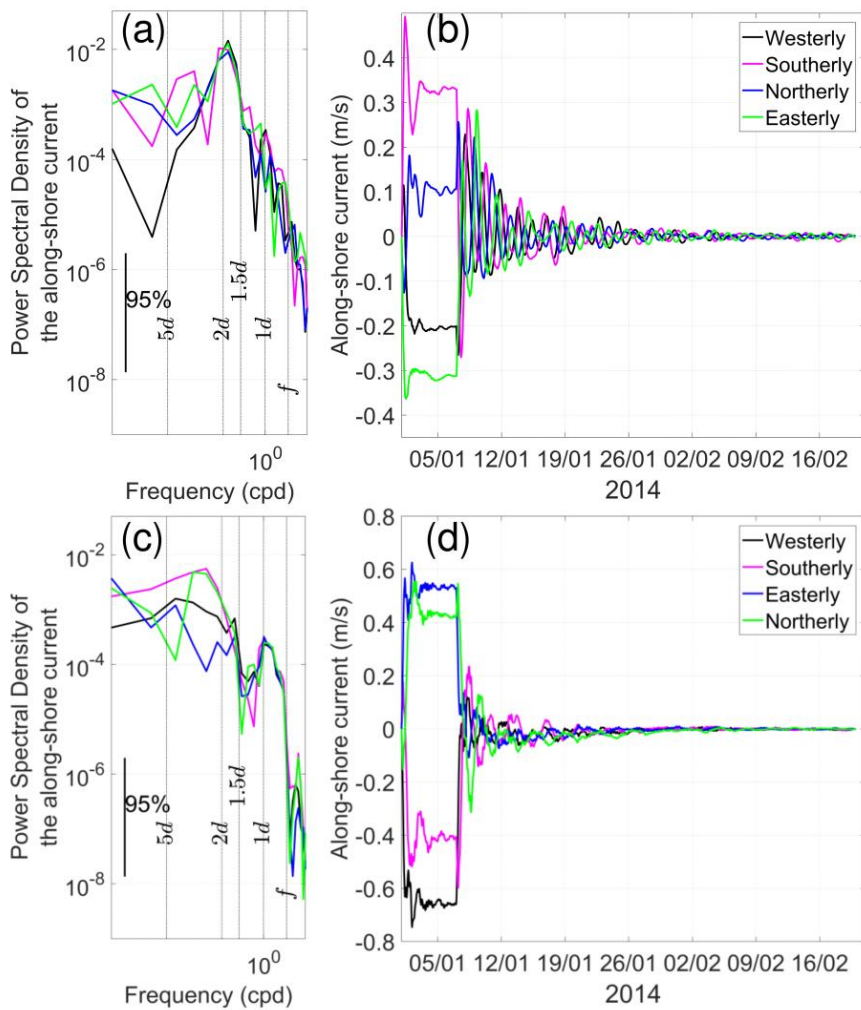 (a)
Power Spectral Density of
the along-shore current
10^-2
10^-4
10^-6
10^-8
95%
5d
2d
1.5d
1d
f
10^0
Frequency (cpd)
(b)
Along-shore current (m/s)
0.4
0.3
0.2
0.1
0
-0.1
-0.2
-0.3
-0.4
Westerly
Southerly
Northerly
Easterly
05/01 12/01 19/01 26/01 02/02 09/02 16/02
2014
(c)
Power Spectral Density of
the along-shore current
10^-2
10^-4
10^-6
10^-8
95%
5d
2d
1.5d
1d
f
10^0
Frequency (cpd)
(d)
Along-shore current (m/s)
0.8
0.6
0.4
0.2
0
-0.2
-0.4
-0.6
-0.8
Westerly
Southerly
Easterly
Northerly
05/01 12/01 19/01 26/01 02/02 09/02 16/02
2014